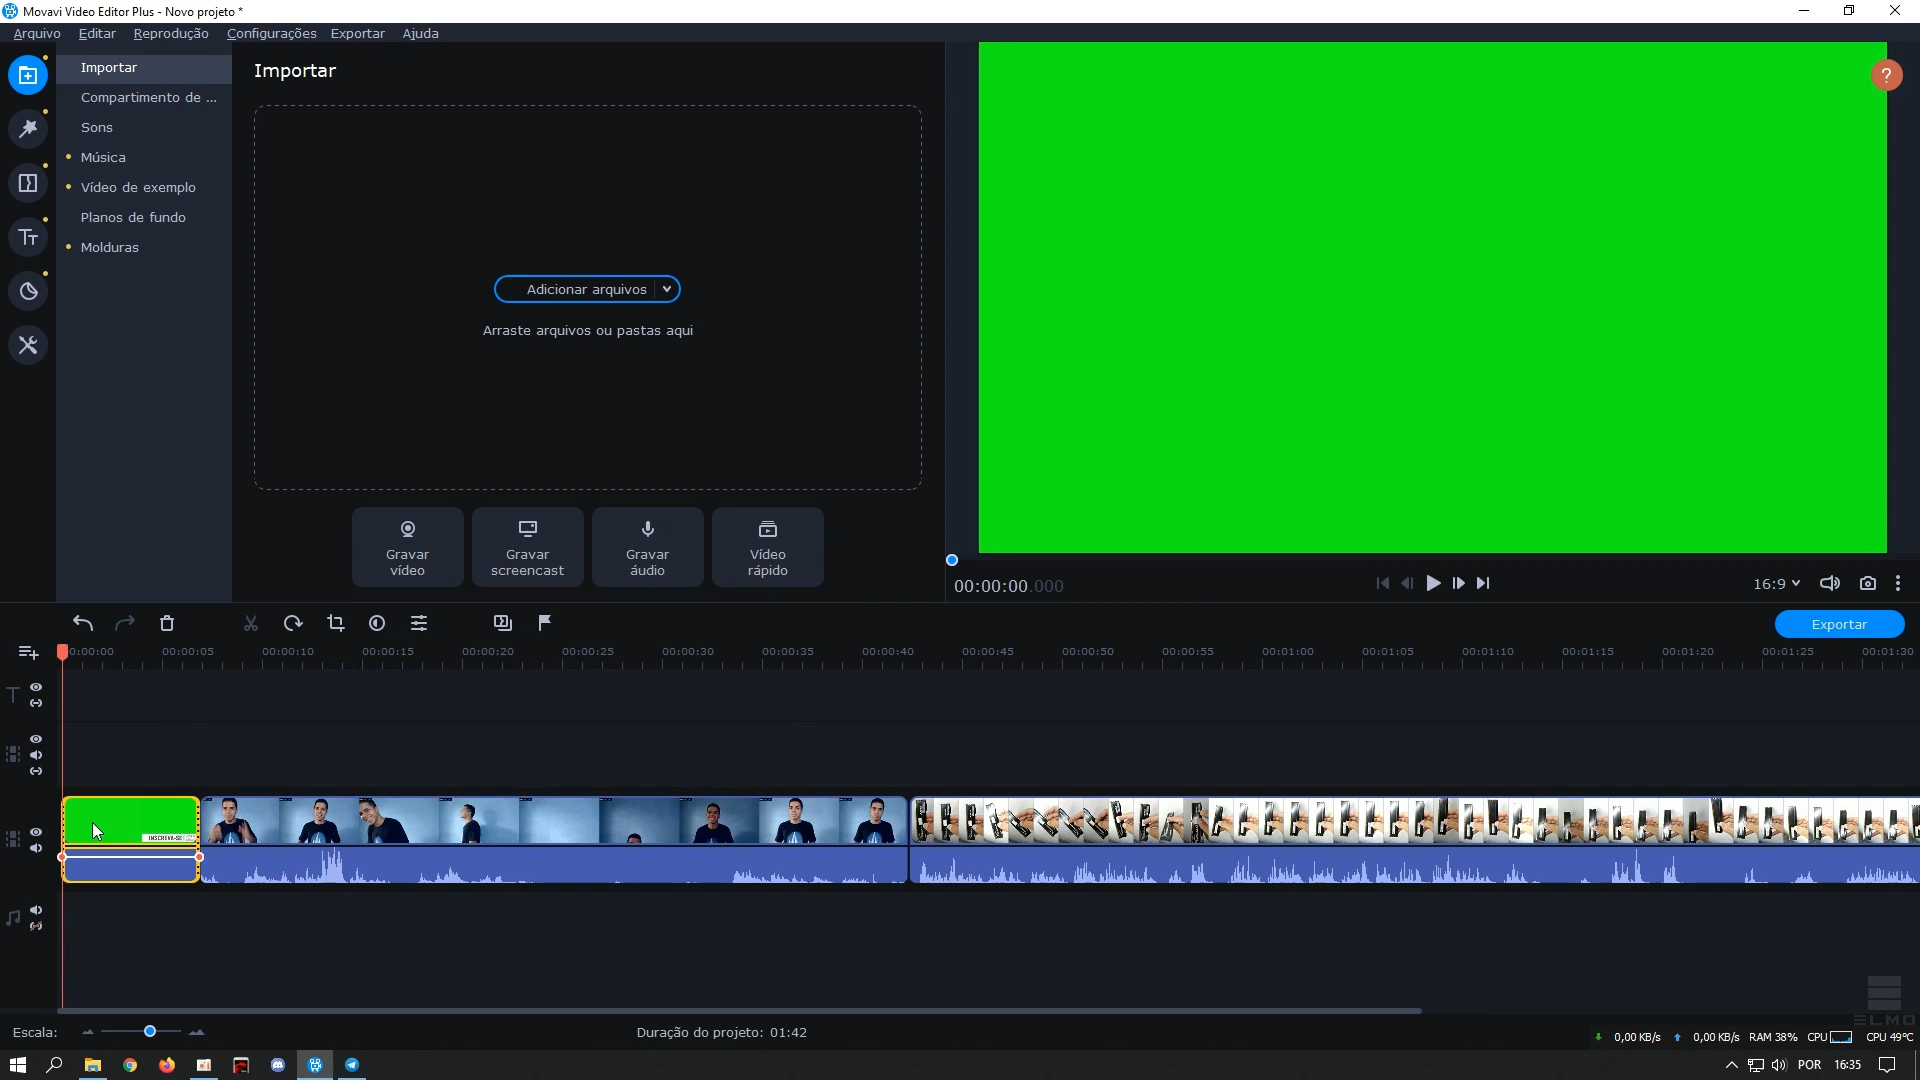 Movavi Video Editor Plus - Novo projeto *
Arquivo Editar Reprodução Configurações Exportar Ajuda
Importar
Compartimento de ...
Sons
Música
Vídeo de exemplo
Planos de fundo
Molduras
Importar
Adicionar arquivos
Arraste arquivos ou pastas aqui
Gravar
vídeo
Gravar
screencast
Gravar
áudio
Vídeo
rápido
?
00:00:00.000
16:9
Exportar
0:00:00 00:00:05 00:00:10 00:00:15 00:00:20 00:00:25 00:00:30 00:00:35 00:00:40 00:00:45 00:00:50 00:00:55 00:01:00 00:01:05 00:01:10 00:01:15 00:01:20 00:01:25 00:01:30
INSCREVA-SE
Escala:
Duração do projeto: 01:42
ELMO
0,00 KB/s 0,00 KB/s RAM 38% CPU CPU 49°C
POR 16:35